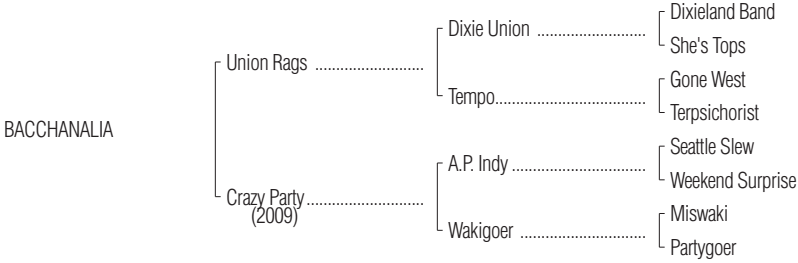 Dixieland Band
Dixie Union ..........................
She's Tops
Union Rags ..........................
Gone West
Tempo....................................
Terpsichorist
BACCHANALIA
Seattle Slew
A.P. Indy ................................
Weekend Surprise
Crazy Party............................
(2009)
Miswaki
Wakigoer ..............................
Partygoer